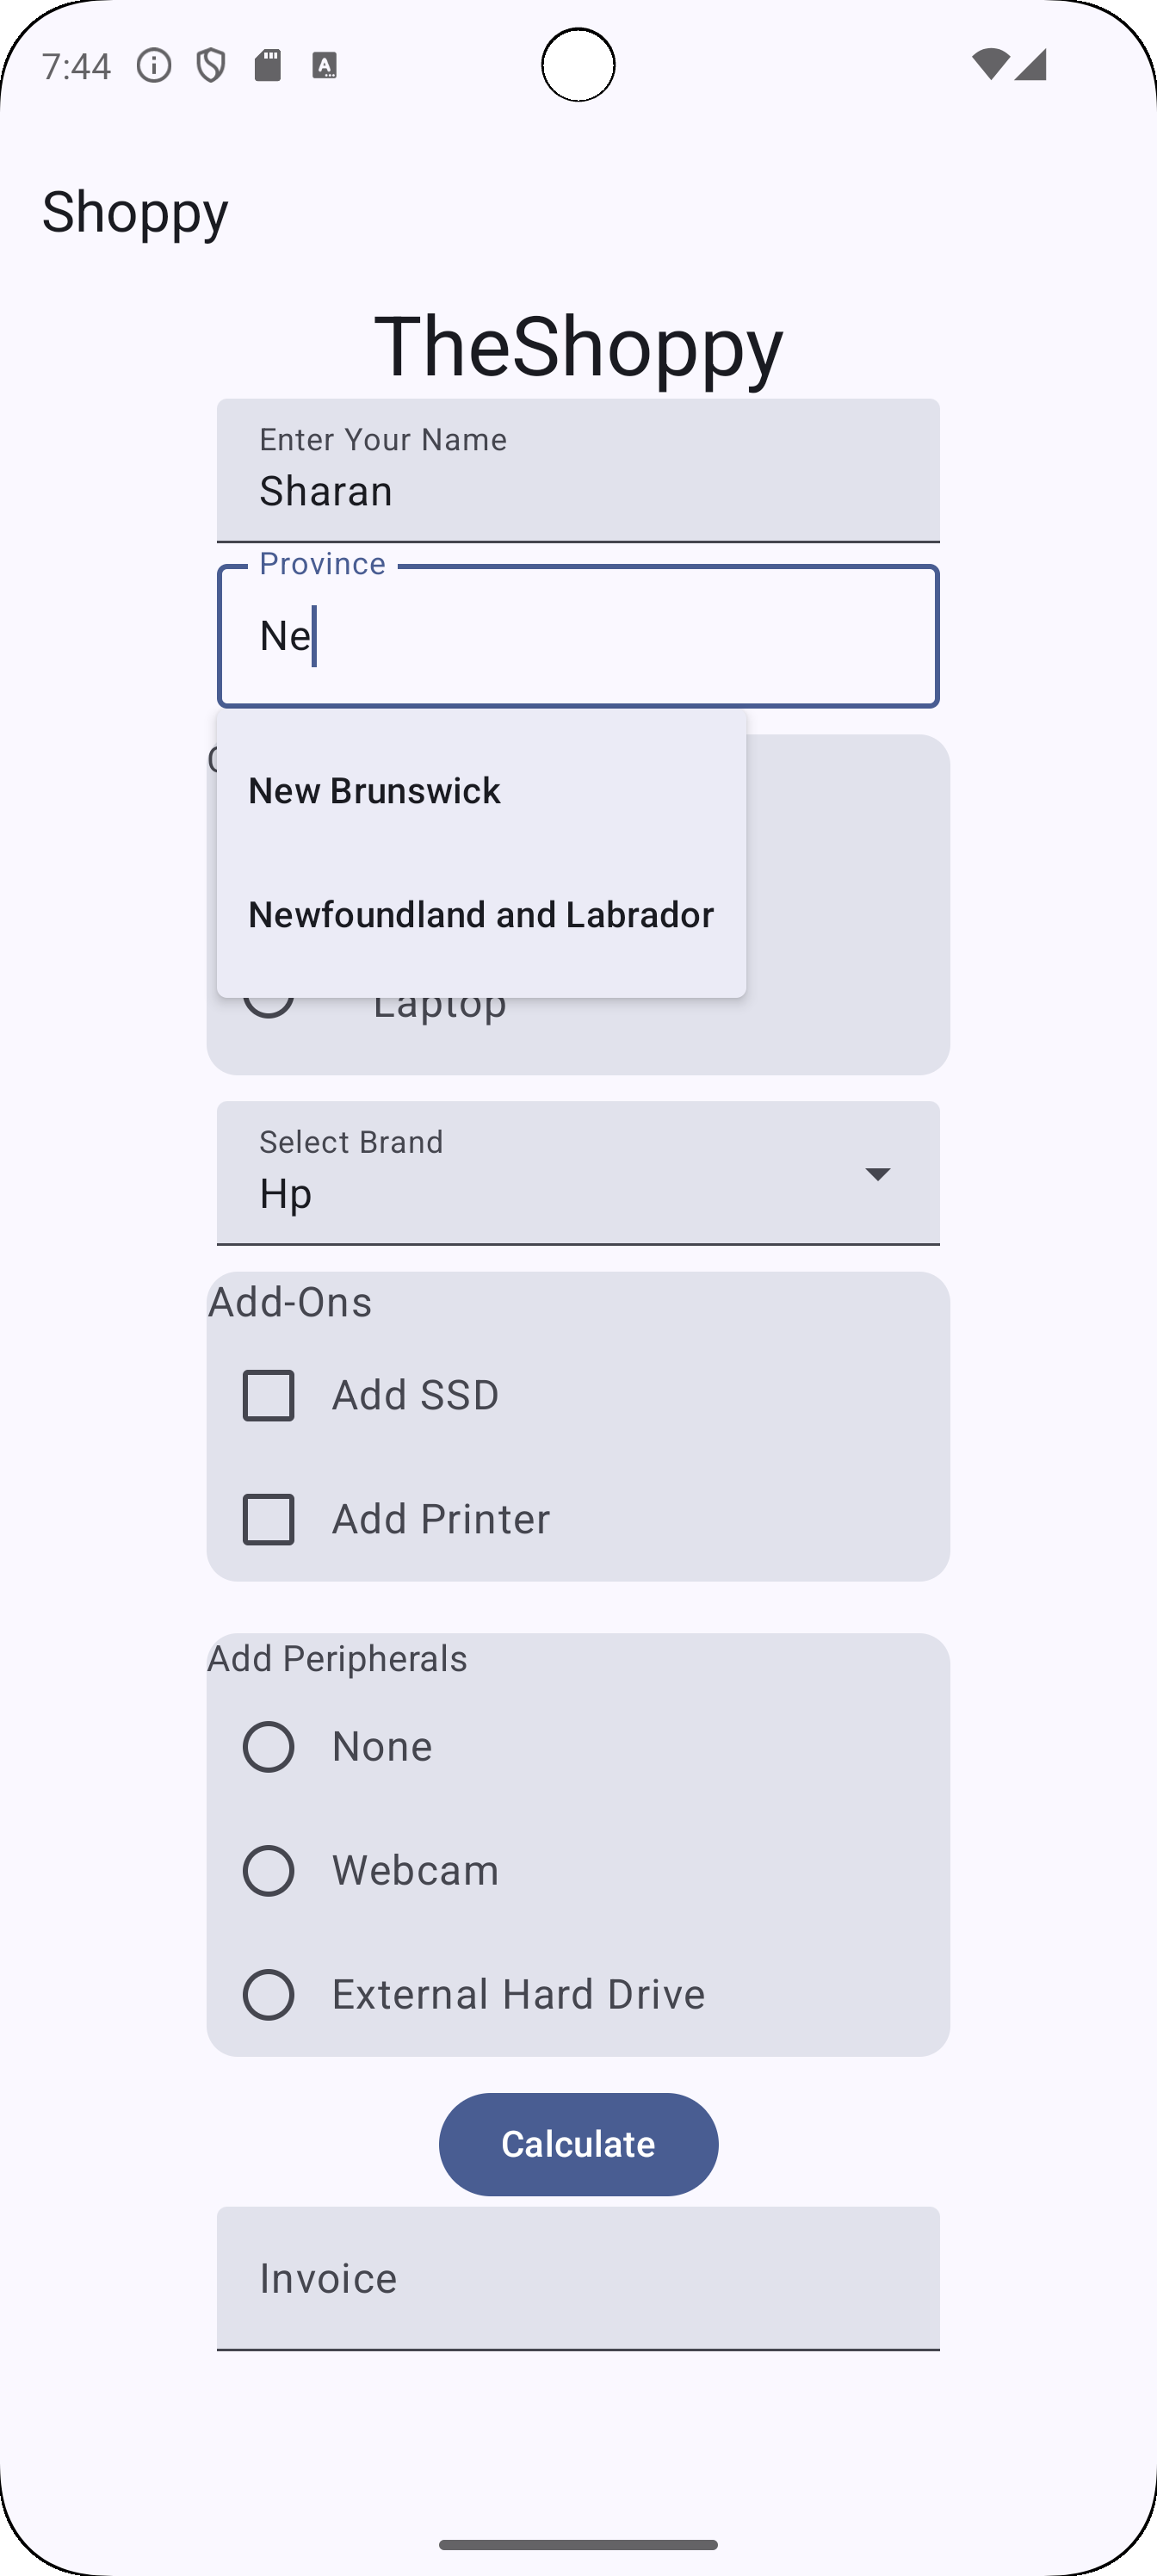 7:44
Shoppy
TheShoppy
Enter Your Name
Sharan
Province
Ne
New Brunswick
Newfoundland and Labrador
Laptop
Select Brand
Hp
Add-Ons
Add SSD
Add Printer
Add Peripherals
None
Webcam
External Hard Drive
Calculate
Invoice